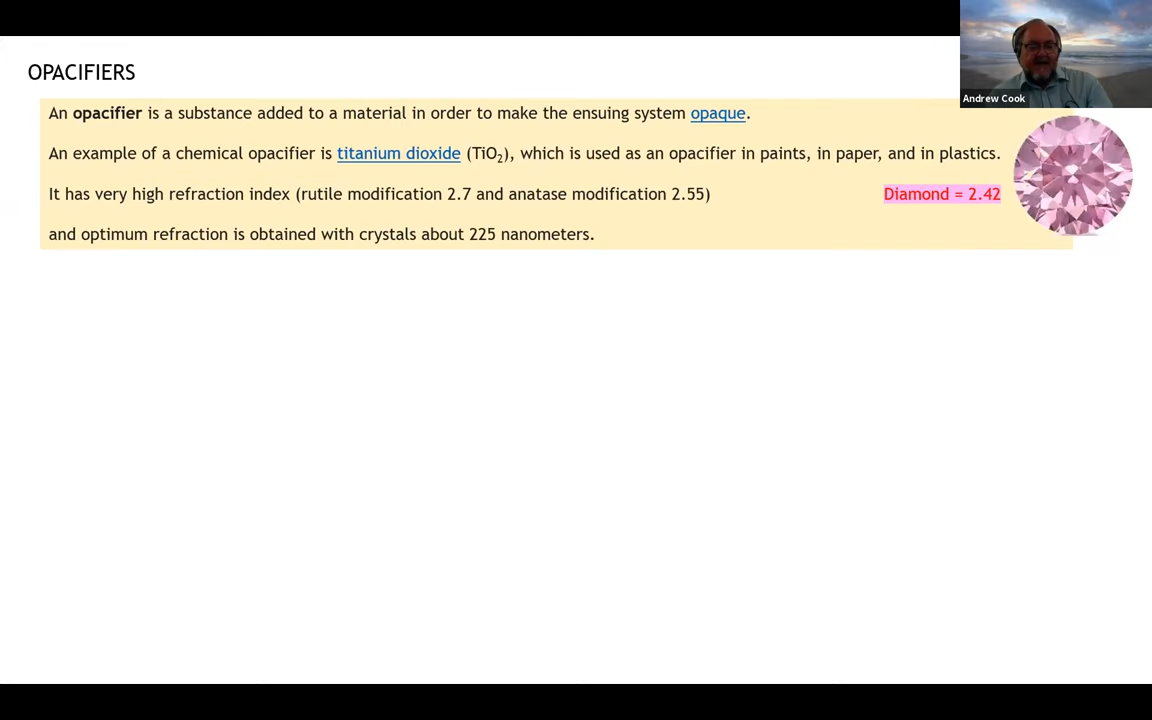 Andrew Cook
OPACIFIERS
An opacifier is a substance added to a material in order to make the ensuing system opaque.
An example of a chemical opacifier is titanium dioxide (TiO₂), which is used as an opacifier in paints, in paper, and in plastics.
It has very high refraction index (rutile modification 2.7 and anatase modification 2.55) Diamond = 2.42
and optimum refraction is obtained with crystals about 225 nanometers.